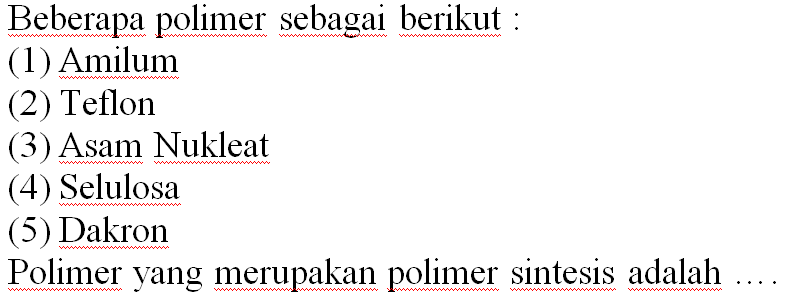 Beberapa polimer sebagai berikut :
(1) Amilum
(2) Teflon
(3) Asam Nukleat
(4) Selulosa
(5) Dakron
Polimer yang merupakan polimer sintesis adalah ....